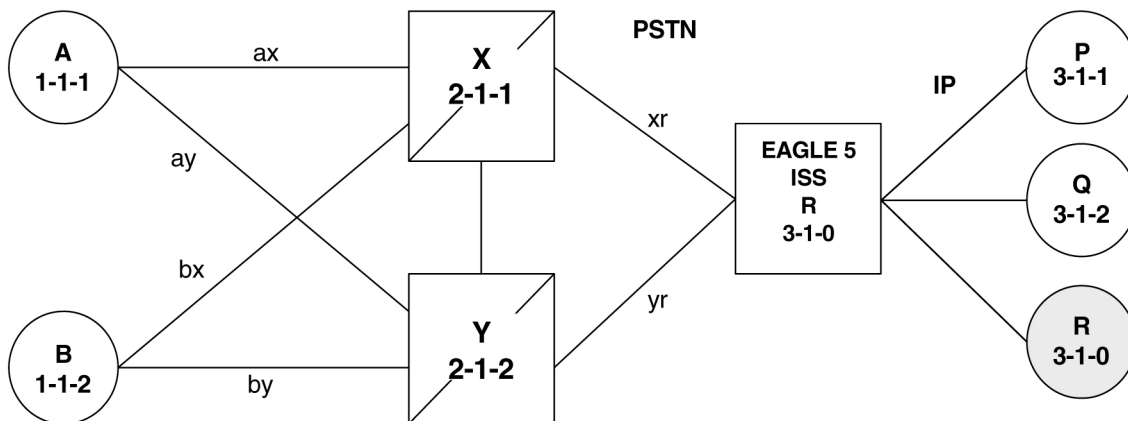 A
1-1-1
ax
X
2-1-1
PSTN
P
3-1-1
IP
xr
ay
EAGLE 5
ISS
R
3-1-0
Q
3-1-2
bx
yr
B
1-1-2
by
Y
2-1-2
R
3-1-0